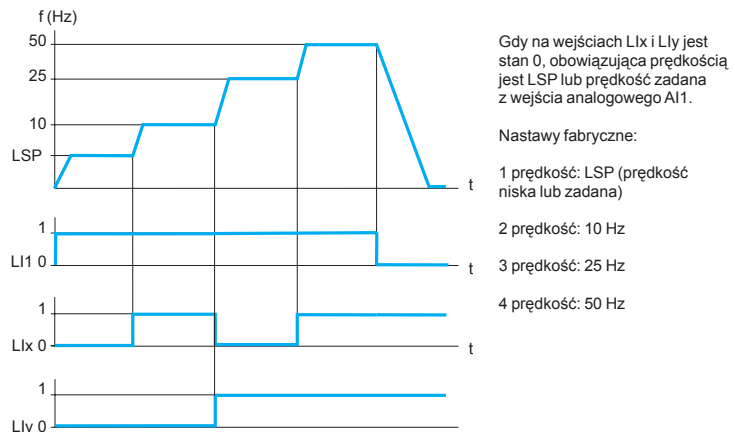 f (Hz)
50
25
10
LSP
t
1
LI1 0
t
1
LIx 0
t
1
LIy 0
Gdy na wejściach LIx i LIy jest
stan 0, obowiązująca prędkością
jest LSP lub prędkość zadana
z wejścia analogowego AI1.
Nastawy fabryczne:
1 prędkość: LSP (prędkość
niska lub zadana)
2 prędkość: 10 Hz
3 prędkość: 25 Hz
4 prędkość: 50 Hz